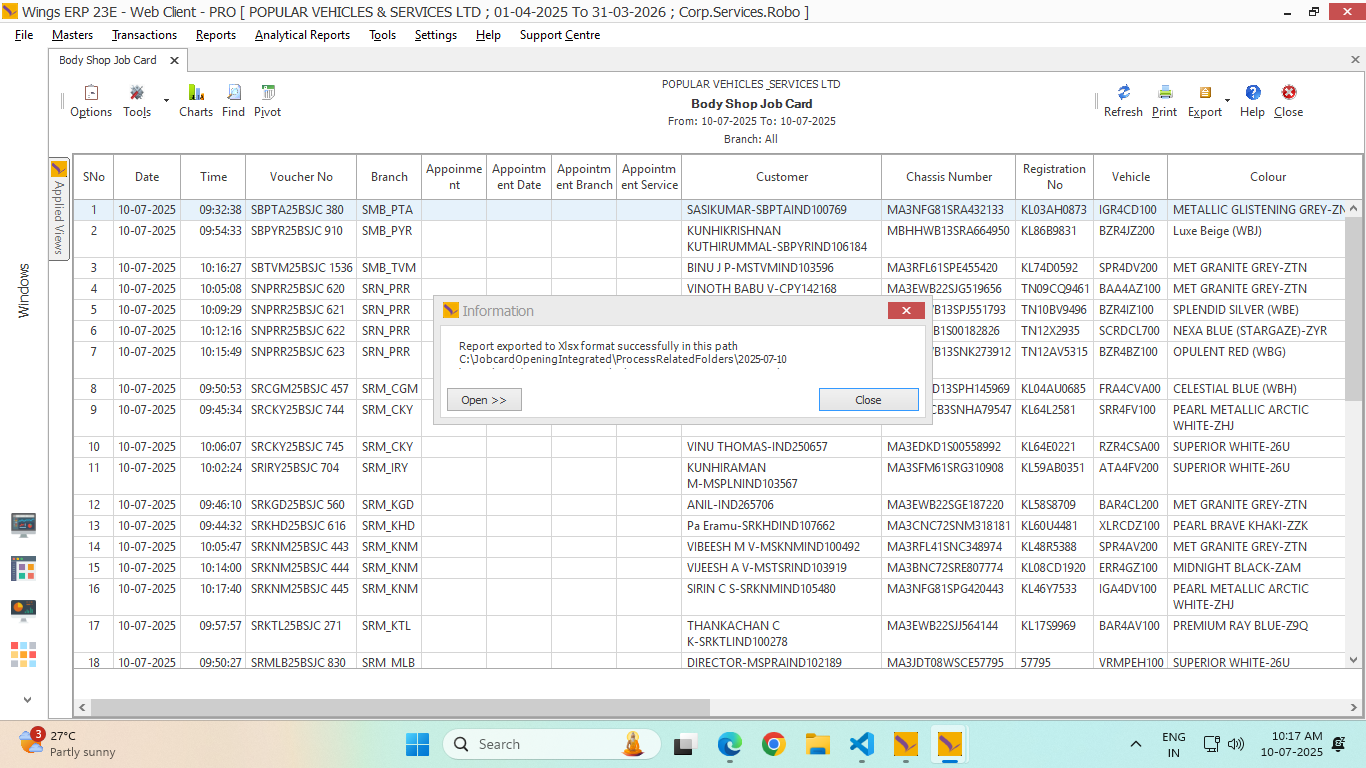 Wings ERP 23E - Web Client - PRO [ POPULAR VEHICLES & SERVICES LTD ; 01-04-2025 To 31-03-2026 ; Corp.Services.Robo ]
File Masters Transactions Reports Analytical Reports Tools Settings Help Support Centre
Body Shop Job Card
Options Tools Charts Find Pivot
POPULAR VEHICLES_SERVICES LTD
Body Shop Job Card
From: 10-07-2025 To: 10-07-2025
Branch: All
Refresh Print Export Help Close
Applied Views
Windows
SNo Date Time Voucher No Branch Appoinment Appointment Date Appointment Branch Appointment Service Customer Chassis Number Registration No Vehicle Colour
1 10-07-2025 09:32:38 SBPTA25BSJC 380 SMB_PTA SASIKUMAR-SBPTAIND100769 MA3NFG81SRA432133 KL03AH0873 IGR4CD100 METALLIC GLISTENING GREY-ZN
2 10-07-2025 09:54:33 SBPYR25BSJC 910 SMB_PYR KUNHIKRISHNAN KUTHIRUMMAL-SBPYRIND106184 MBHHWB13SRA664950 KL86B9831 BZR4JZ200 Luxe Beige (WBJ)
3 10-07-2025 10:16:27 SBTVM25BSJC 1536 SMB_TVM BINU J P-MSTVMIND103596 MA3RFL61SPE455420 KL74D0592 SPR4DV200 MET GRANITE GREY-ZTN
4 10-07-2025 10:05:08 SNPRR25BSJC 620 SRN_PRR VINOTH BABU V-CPY142168 MA3EWB22SJG519656 TN09CQ9461 BAA4AZ100 MET GRANITE GREY-ZTN
5 10-07-2025 10:09:29 SNPRR25BSJC 621 SRN_PRR B13SPJ551793 TN10BV9496 BZR4IZ100 SPLENDID SILVER (WBE)
6 10-07-2025 10:12:16 SNPRR25BSJC 622 SRN_PRR B1S00182826 TN12X2935 SCRDCL700 NEXA BLUE (STARGAZE)-ZYR
7 10-07-2025 10:15:49 SNPRR25BSJC 623 SRN_PRR B13SNK273912 TN12AV5315 BZR4BZ100 OPULENT RED (WBG)
8 10-07-2025 09:50:53 SRCGM25BSJC 457 SRM_CGM D13SPH145969 KL04AU0685 FRA4CVA00 CELESTIAL BLUE (WBH)
9 10-07-2025 09:45:34 SRCKY25BSJC 744 SRM_CKY CB3SNHA79547 KL64L2581 SRR4FV100 PEARL METALLIC ARCTIC WHITE-ZHJ
10 10-07-2025 10:06:07 SRCKY25BSJC 745 SRM_CKY VINU THOMAS-IND250657 MA3EDKD1S00558992 KL64E0221 RZR4CSA00 SUPERIOR WHITE-26U
11 10-07-2025 10:02:24 SRIRY25BSJC 704 SRM_IRY KUNHIRAMAN M-MSPLNIND103567 MA3SFM61SRG310908 KL59AB0351 ATA4FV200 SUPERIOR WHITE-26U
12 10-07-2025 09:46:10 SRKGD25BSJC 560 SRM_KGD ANIL-IND265706 MA3EWB22SGE187220 KL58S8709 BAR4CL200 MET GRANITE GREY-ZTN
13 10-07-2025 09:44:32 SRKHD25BSJC 616 SRM_KHD Pa Eramu-SRKHDIND107662 MA3CNC72SNM318181 KL60U4481 XLRCDZ100 PEARL BRAVE KHAKI-ZZK
14 10-07-2025 10:05:47 SRKNM25BSJC 443 SRM_KNM VIBEESH M V-MSKNMIND100492 MA3RFL41SNC348974 KL48R5388 SPR4AV200 MET GRANITE GREY-ZTN
15 10-07-2025 10:14:00 SRKNM25BSJC 444 SRM_KNM VIJEESH A V-MSTSRIND103919 MA3BNC72SRE807774 KL08CD1920 ERR4GZ100 MIDNIGHT BLACK-ZAM
16 10-07-2025 10:17:40 SRKNM25BSJC 445 SRM_KNM SIRIN C S-SRKNMIND105480 MA3NFG81SPG420443 KL46Y7533 IGA4DV100 PEARL METALLIC ARCTIC WHITE-ZHJ
17 10-07-2025 09:57:57 SRKTL25BSJC 271 SRM_KTL THANKACHAN C K-SRKTLIND100278 MA3EWB22SJJ564144 KL17S9969 BAR4AV100 PREMIUM RAY BLUE-Z9Q
18 10-07-2025 09:50:27 SRMLB25BSJC 830 SRM_MLB DIRECTOR-MSPRAIND102189 MA3JDT08WSCE57795 57795 VRMPEH100 SUPERIOR WHITE-26U
Information
Report exported to Xlsx format successfully in this path
C:\JobcardOpeningIntegrated\ProcessRelatedFolders\2025-07-10
Open >> Close
3 27°C
Partly sunny
Search
ENG
IN
10:17 AM
10-07-2025